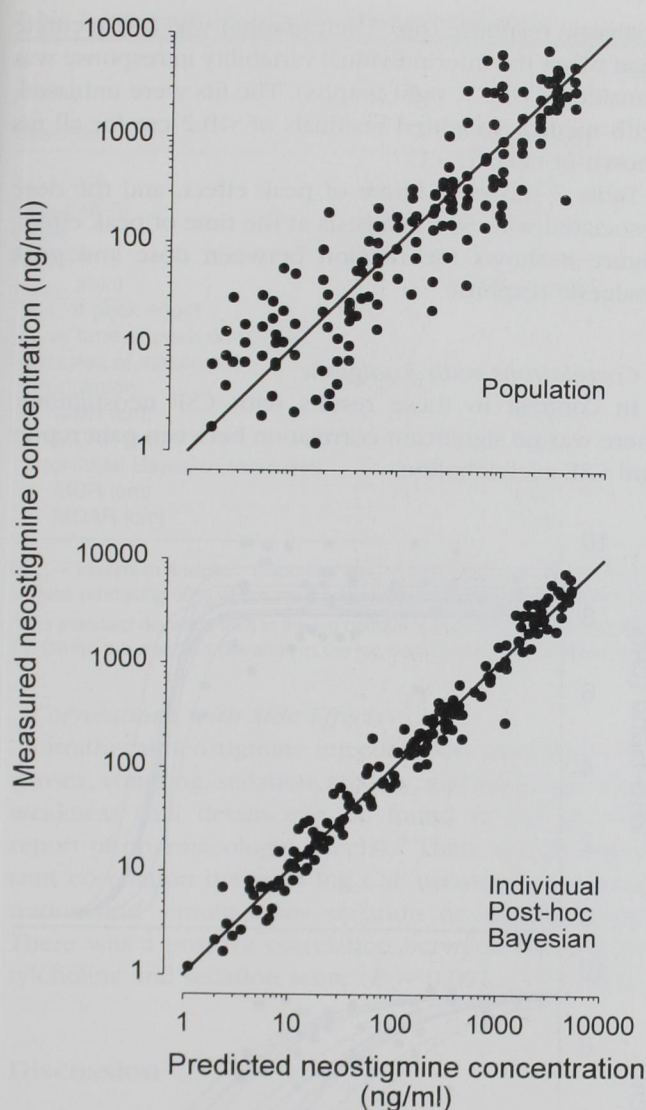 10000
1000
100
10
1
Population
Measured neostigmine concentration (ng/ml)
10000
1000
100
10
1
Individual
Post-hoc
Bayesian
1 10 100 1000 10000
Predicted neostigmine concentration
(ng/ml)